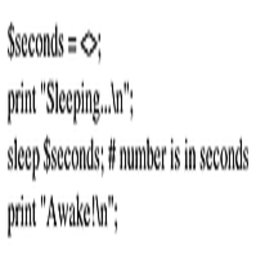 $seconds = <>;
print "Sleeping...\n";
sleep $seconds; # number is in seconds
print "Awake!\n";